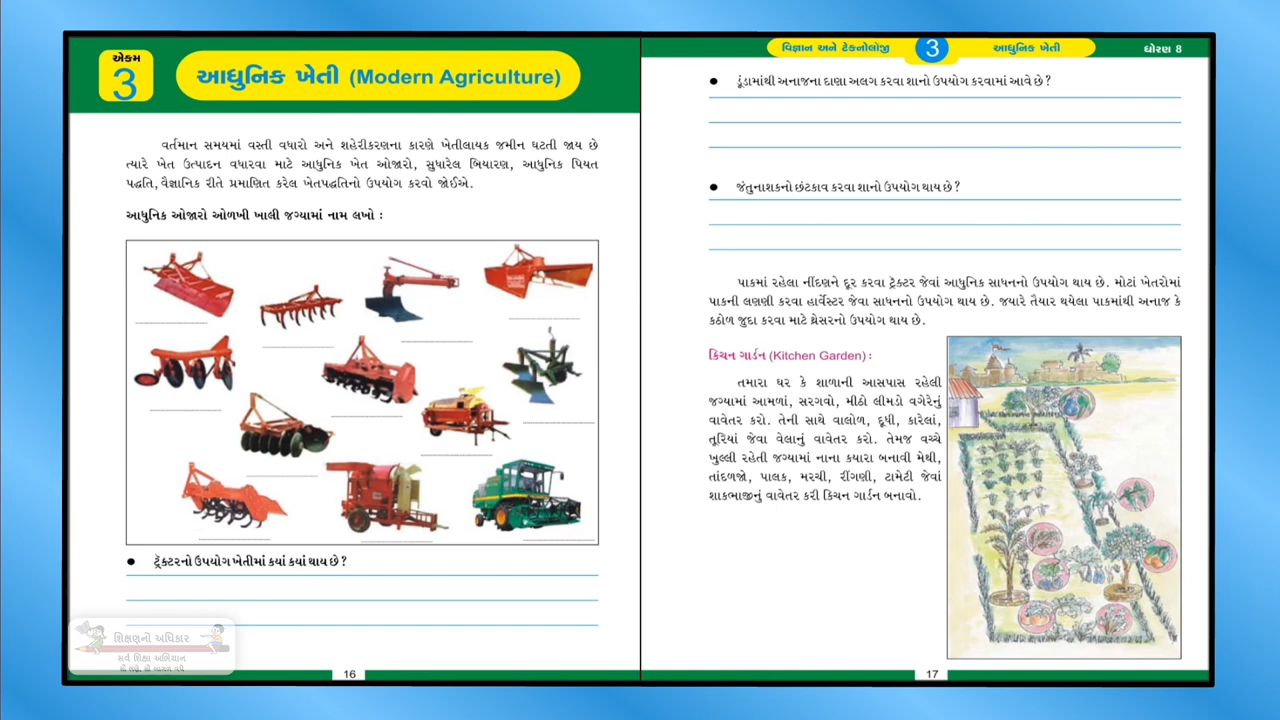 એકમ
3
આધુનિક ખેતી (Modern Agriculture)
વર્તમાન સમયમાં વસ્તી વધારો અને શહેરીકરણના કારણે ખેતીલાયક જમીન ઘટતી જાય છે
ત્યારે ખેત ઉત્પાદન વધારવા માટે આધુનિક ખેત ઓજારો, સુધારેલ બિયારણ, આધુનિક પિયત
પદ્ધતિ, વૈજ્ઞાનિક રીતે પ્રમાણિત કરેલ ખેતપદ્ધતિનો ઉપયોગ કરવો જોઈએ.
આધુનિક ઓજારો ઓળખી ખાલી જગ્યામાં નામ લખો :
● ટ્રૅક્ટરનો ઉપયોગ ખેતીમાં કયાં કયાં થાય છે ?
શિક્ષણનો અધિકાર
સર્વ શિક્ષા અભિયાન
સૌ ભણે, સૌ આગળ વધે
16
વિજ્ઞાન અને ટેકનોલૉજી 3 આધુનિક ખેતી ધોરણ 8
● ડૂંડામાંથી અનાજના દાણા અલગ કરવા શાનો ઉપયોગ કરવામાં આવે છે ?
● જંતુનાશકનો છંટકાવ કરવા શાનો ઉપયોગ થાય છે ?
પાકમાં રહેલા નીંદણને દૂર કરવા ટ્રૅક્ટર જેવાં આધુનિક સાધનનો ઉપયોગ થાય છે. મોટાં ખેતરોમાં
પાકની લણણી કરવા હાર્વેસ્ટર જેવા સાધનનો ઉપયોગ થાય છે. જયારે તૈયાર થયેલા પાકમાંથી અનાજ કે
કઠોળ જુદા કરવા માટે થ્રેસરનો ઉપયોગ થાય છે.
કિચન ગાર્ડન (Kitchen Garden) :
તમારા ઘર કે શાળાની આસપાસ રહેલી
જગ્યામાં આમળાં, સરગવો, મીઠો લીમડો વગેરેનું
વાવેતર કરો. તેની સાથે વાલોળ, દૂધી, કારેલાં,
તૂરિયાં જેવા વેલાનું વાવેતર કરો. તેમજ વચ્ચે
ખુલ્લી રહેતી જગ્યામાં નાના કયારા બનાવી મેથી,
તાંદળજો, પાલક, મરચી, રીંગણી, ટામેટી જેવાં
શાકભાજીનું વાવેતર કરી કિચન ગાર્ડન બનાવો.
17